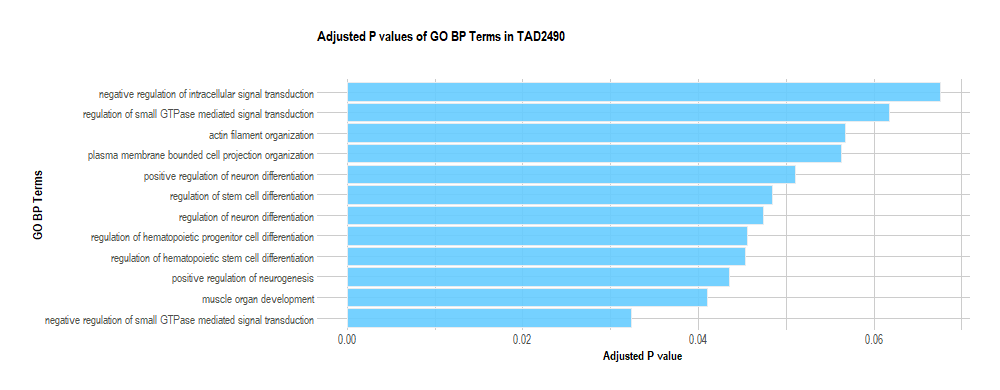 Adjusted P values of GO BP Terms in TAD2490
GO BP Terms
negative regulation of intracellular signal transduction
regulation of small GTPase mediated signal transduction
actin filament organization
plasma membrane bounded cell projection organization
positive regulation of neuron differentiation
regulation of stem cell differentiation
regulation of neuron differentiation
regulation of hematopoietic progenitor cell differentiation
regulation of hematopoietic stem cell differentiation
positive regulation of neurogenesis
muscle organ development
negative regulation of small GTPase mediated signal transduction
0.00 0.02 0.04 0.06
Adjusted P value